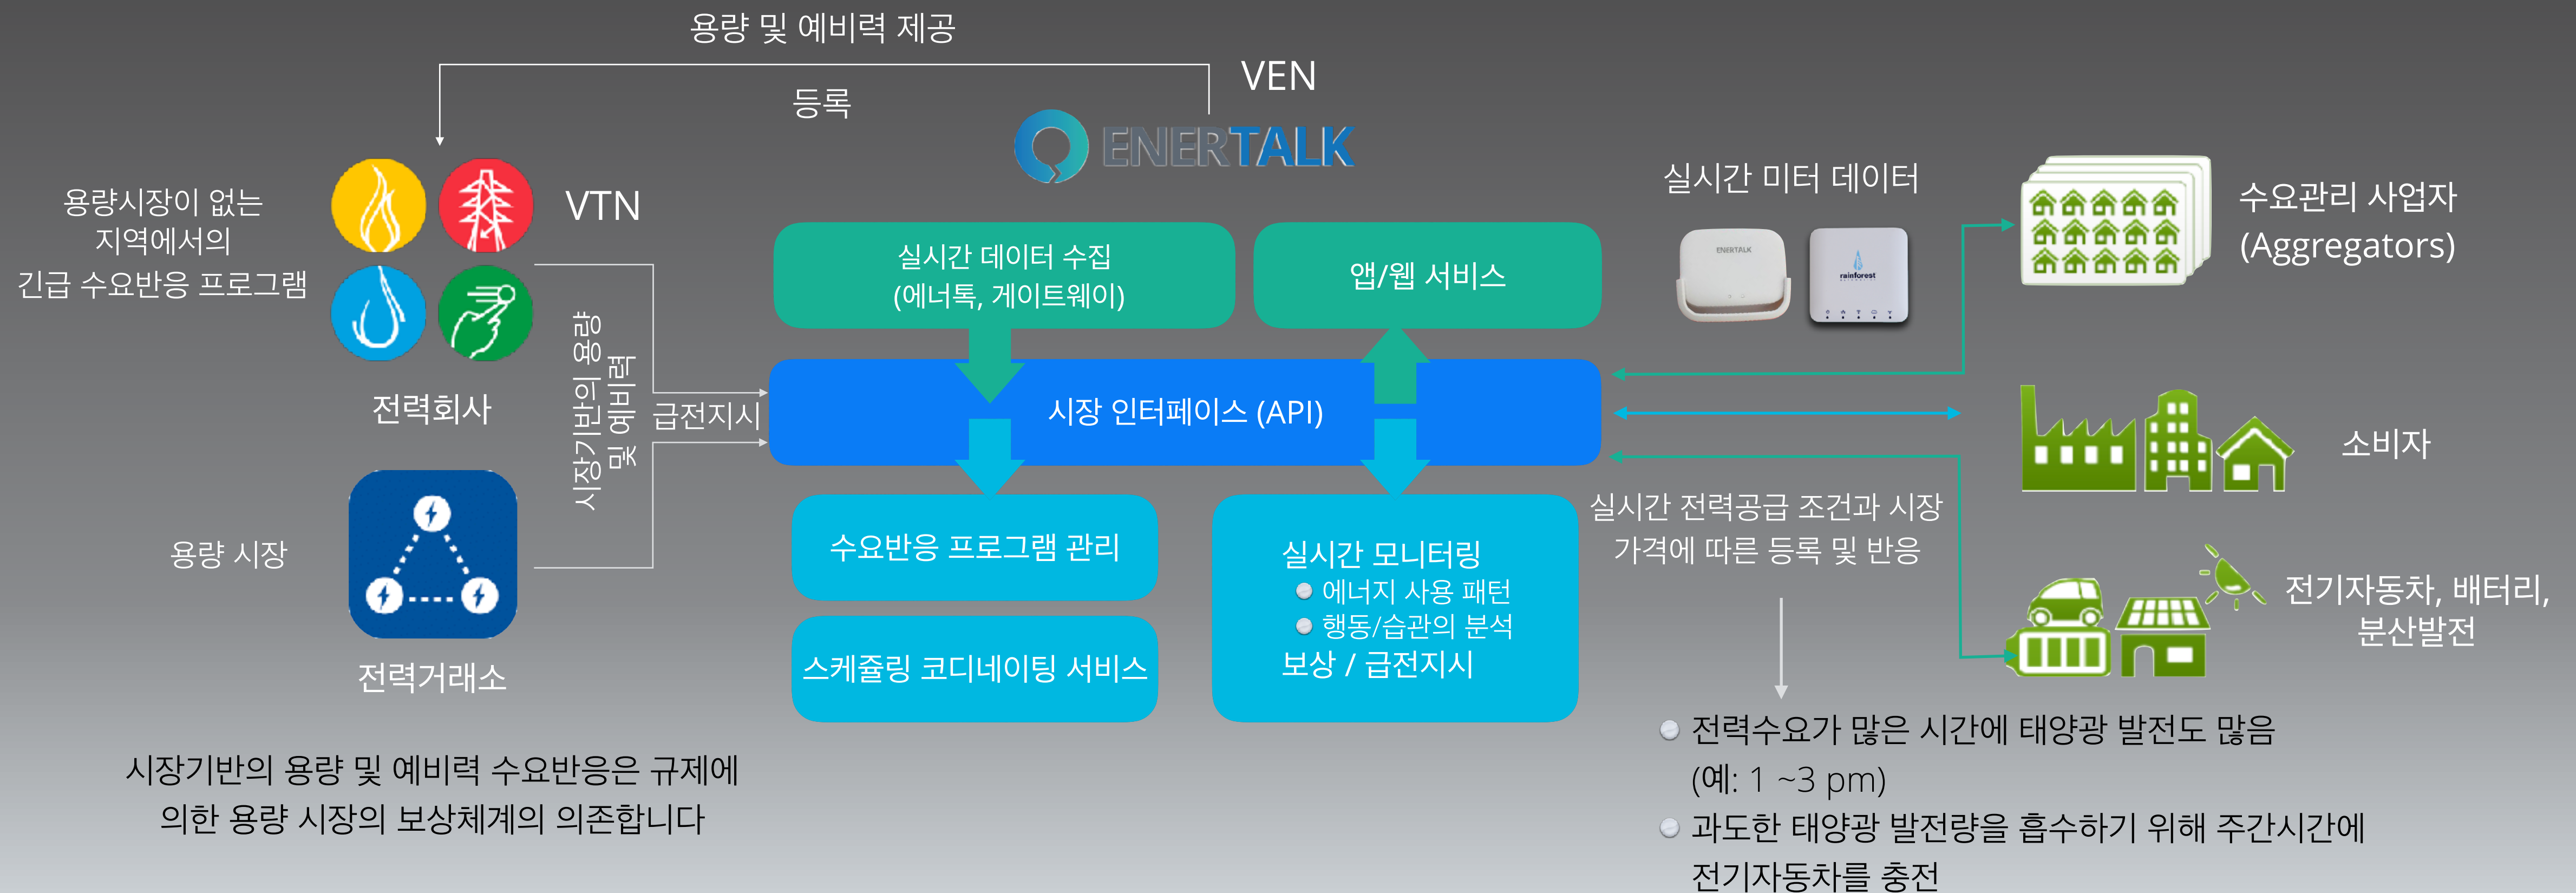 용량 및 예비력 제공
등록
VEN
ENERTALK
용량시장이 없는
지역에서의
긴급 수요반응 프로그램
VTN
전력회사
시장기반의 용량
및 예비력
급전지시
용량 시장
전력거래소
시장기반의 용량 및 예비력 수요반응은 규제에
의한 용량 시장의 보상체계의 의존합니다
실시간 데이터 수집
(에너톡, 게이트웨이)
앱/웹 서비스
시장 인터페이스 (API)
수요반응 프로그램 관리
스케쥴링 코디네이팅 서비스
실시간 모니터링
에너지 사용 패턴
행동/습관의 분석
보상 / 급전지시
실시간 미터 데이터
ENERTALK
rainforest
수요관리 사업자
(Aggregators)
소비자
실시간 전력공급 조건과 시장
가격에 따른 등록 및 반응
전기자동차, 배터리,
분산발전
전력수요가 많은 시간에 태양광 발전도 많음
(예: 1 ~3 pm)
과도한 태양광 발전량을 흡수하기 위해 주간시간에
전기자동차를 충전